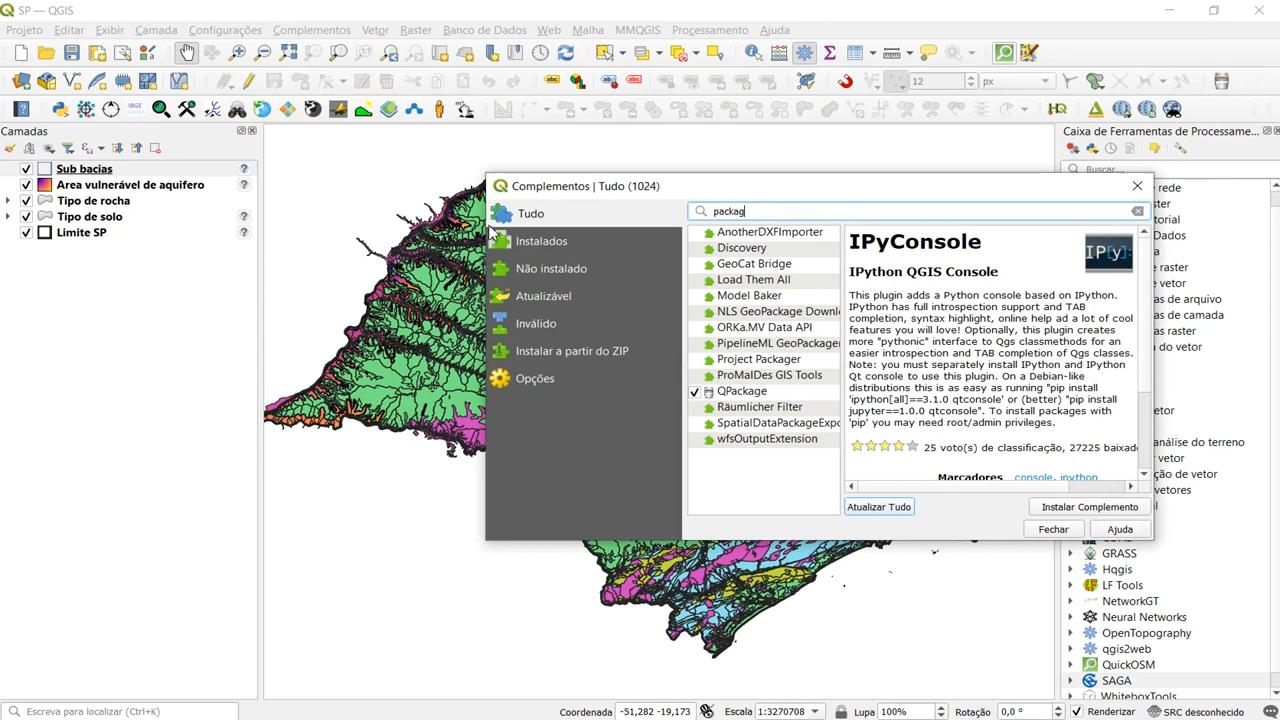 SP — QGIS
Projeto Editar Exibir Camada Configurações Complementos Vetor Raster Banco de Dados Web Malha MMQGIS Processamento Ajuda
12 px
Camadas
Sub bacias
Area vulnerável de aquifero
Tipo de rocha
Tipo de solo
Limite SP
Complementos | Tudo (1024)
Tudo
Instalados
Não instalado
Atualizável
Inválido
Instalar a partir do ZIP
Opções
packag
AnotherDXFImporter
Discovery
GeoCat Bridge
Load Them All
Model Baker
NLS GeoPackage Downl
ORKa.MV Data API
PipelineML GeoPackager
Project Packager
ProMaIDes GIS Tools
QPackage
Räumlicher Filter
SpatialDataPackageExpo
wfsOutputExtension
IPyConsole
IP[y]:
IPython QGIS Console
This plugin adds a Python console based on IPython.
IPython has full introspection support and TAB
completion, syntax highlight, online help ad a lot of cool
features you will love! Optionally, this plugin creates
more "pythonic" interface to Qgs classmethods for an
easier introspection and TAB completion of Qgs classes.
Note: you must separately install IPython and IPython
Qt console to use this plugin. On a Debian-like
distributions this is as easy as running "pip install
'ipython[all]==3.1.0 qtconsole' or (better) "pip install
jupyter==1.0.0 qtconsole". To install packages with
'pip' you may need root/admin privileges.
25 voto(s) de classificação, 27225 baixado
Marcadores console, ipython
Atualizar Tudo Instalar Complemento
Fechar Ajuda
Caixa de Ferramentas de Processame...
Buscar...
rede
torial
Dados
raster
r
as de arquivo
as de camada
as raster
do vetor
etor
análise do terreno
vetor
ção de vetor
vetores
GRASS
Hqgis
LF Tools
NetworkGT
Neural Networks
OpenTopography
qgis2web
QuickOSM
SAGA
WhiteboxTools
Escreva para localizar (Ctrl+K) Coordenada -51,282 -19,173 Escala 1:3270708 Lupa 100% Rotação 0,0 ° Renderizar SRC desconhecido